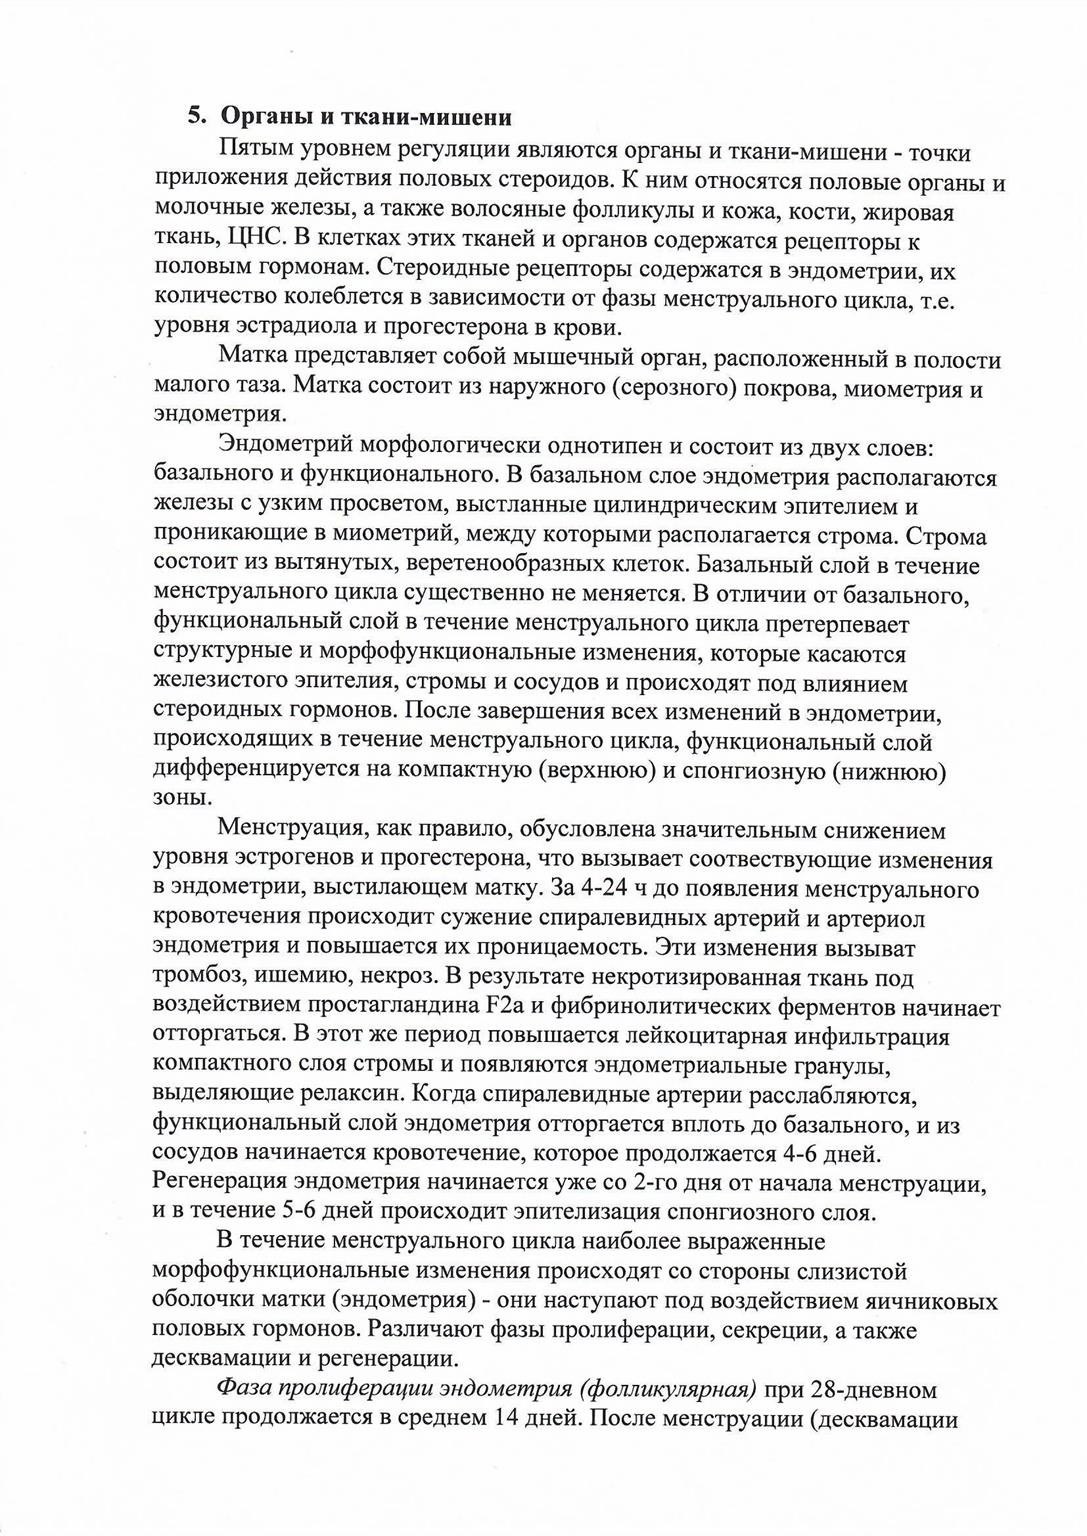 5. Органы и ткани-мишени
Пятым уровнем регуляции являются органы и ткани-мишени - точки
приложения действия половых стероидов. К ним относятся половые органы и
молочные железы, а также волосяные фолликулы и кожа, кости, жировая
ткань, ЦНС. В клетках этих тканей и органов содержатся рецепторы к
половым гормонам. Стероидные рецепторы содержатся в эндометрии, их
количество колеблется в зависимости от фазы менструального цикла, т.е.
уровня эстрадиола и прогестерона в крови.
Матка представляет собой мышечный орган, расположенный в полости
малого таза. Матка состоит из наружного (серозного) покрова, миометрия и
эндометрия.
Эндометрий морфологически однотипен и состоит из двух слоев:
базального и функционального. В базальном слое эндометрия располагаются
железы с узким просветом, выстланные цилиндрическим эпителием и
проникающие в миометрий, между которыми располагается строма. Строма
состоит из вытянутых, веретенообразных клеток. Базальный слой в течение
менструального цикла существенно не меняется. В отличии от базального,
функциональный слой в течение менструального цикла претерпевает
структурные и морфофункциональные изменения, которые касаются
железистого эпителия, стромы и сосудов и происходят под влиянием
стероидных гормонов. После завершения всех изменений в эндометрии,
происходящих в течение менструального цикла, функциональный слой
дифференцируется на компактную (верхнюю) и спонгиозную (нижнюю)
зоны.
Менструация, как правило, обусловлена значительным снижением
уровня эстрогенов и прогестерона, что вызывает соотвествующие изменения
в эндометрии, выстилающем матку. За 4-24 ч до появления менструального
кровотечения происходит сужение спиралевидных артерий и артериол
эндометрия и повышается их проницаемость. Эти изменения вызыват
тромбоз, ишемию, некроз. В результате некротизированная ткань под
воздействием простагландина F2a и фибринолитических ферментов начинает
отторгаться. В этот же период повышается лейкоцитарная инфильтрация
компактного слоя стромы и появляются эндометриальные гранулы,
выделяющие релаксин. Когда спиралевидные артерии расслабляются,
функциональный слой эндометрия отторгается вплоть до базального, и из
сосудов начинается кровотечение, которое продолжается 4-6 дней.
Регенерация эндометрия начинается уже со 2-го дня от начала менструации,
и в течение 5-6 дней происходит эпителизация спонгиозного слоя.
В течение менструального цикла наиболее выраженные
морфофункциональные изменения происходят со стороны слизистой
оболочки матки (эндометрия) - они наступают под воздействием яичниковых
половых гормонов. Различают фазы пролиферации, секреции, а также
десквамации и регенерации.
Фаза пролиферации эндометрия (фолликулярная) при 28-дневном
цикле продолжается в среднем 14 дней. После менструации (десквамации